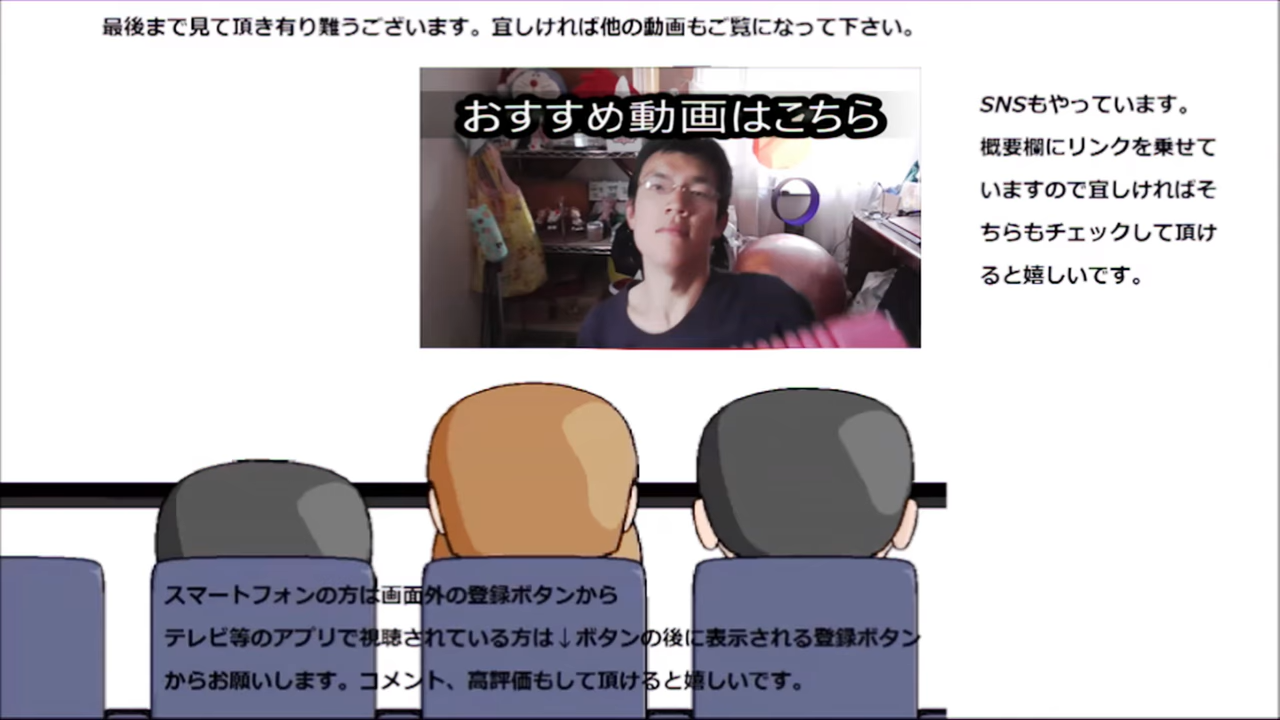 最後まで見て頂き有り難うございます。宜しければ他の動画もご覧になって下さい。
おすすめ動画はこちら
SNSもやっています。
概要欄にリンクを乗せて
いますので宜しければそ
ちらもチェックして頂け
ると嬉しいです。
スマートフォンの方は画面外の登録ボタンから
テレビ等のアプリで視聴されている方は↓ボタンの後に表示される登録ボタン
からお願いします。コメント、高評価もして頂けると嬉しいです。